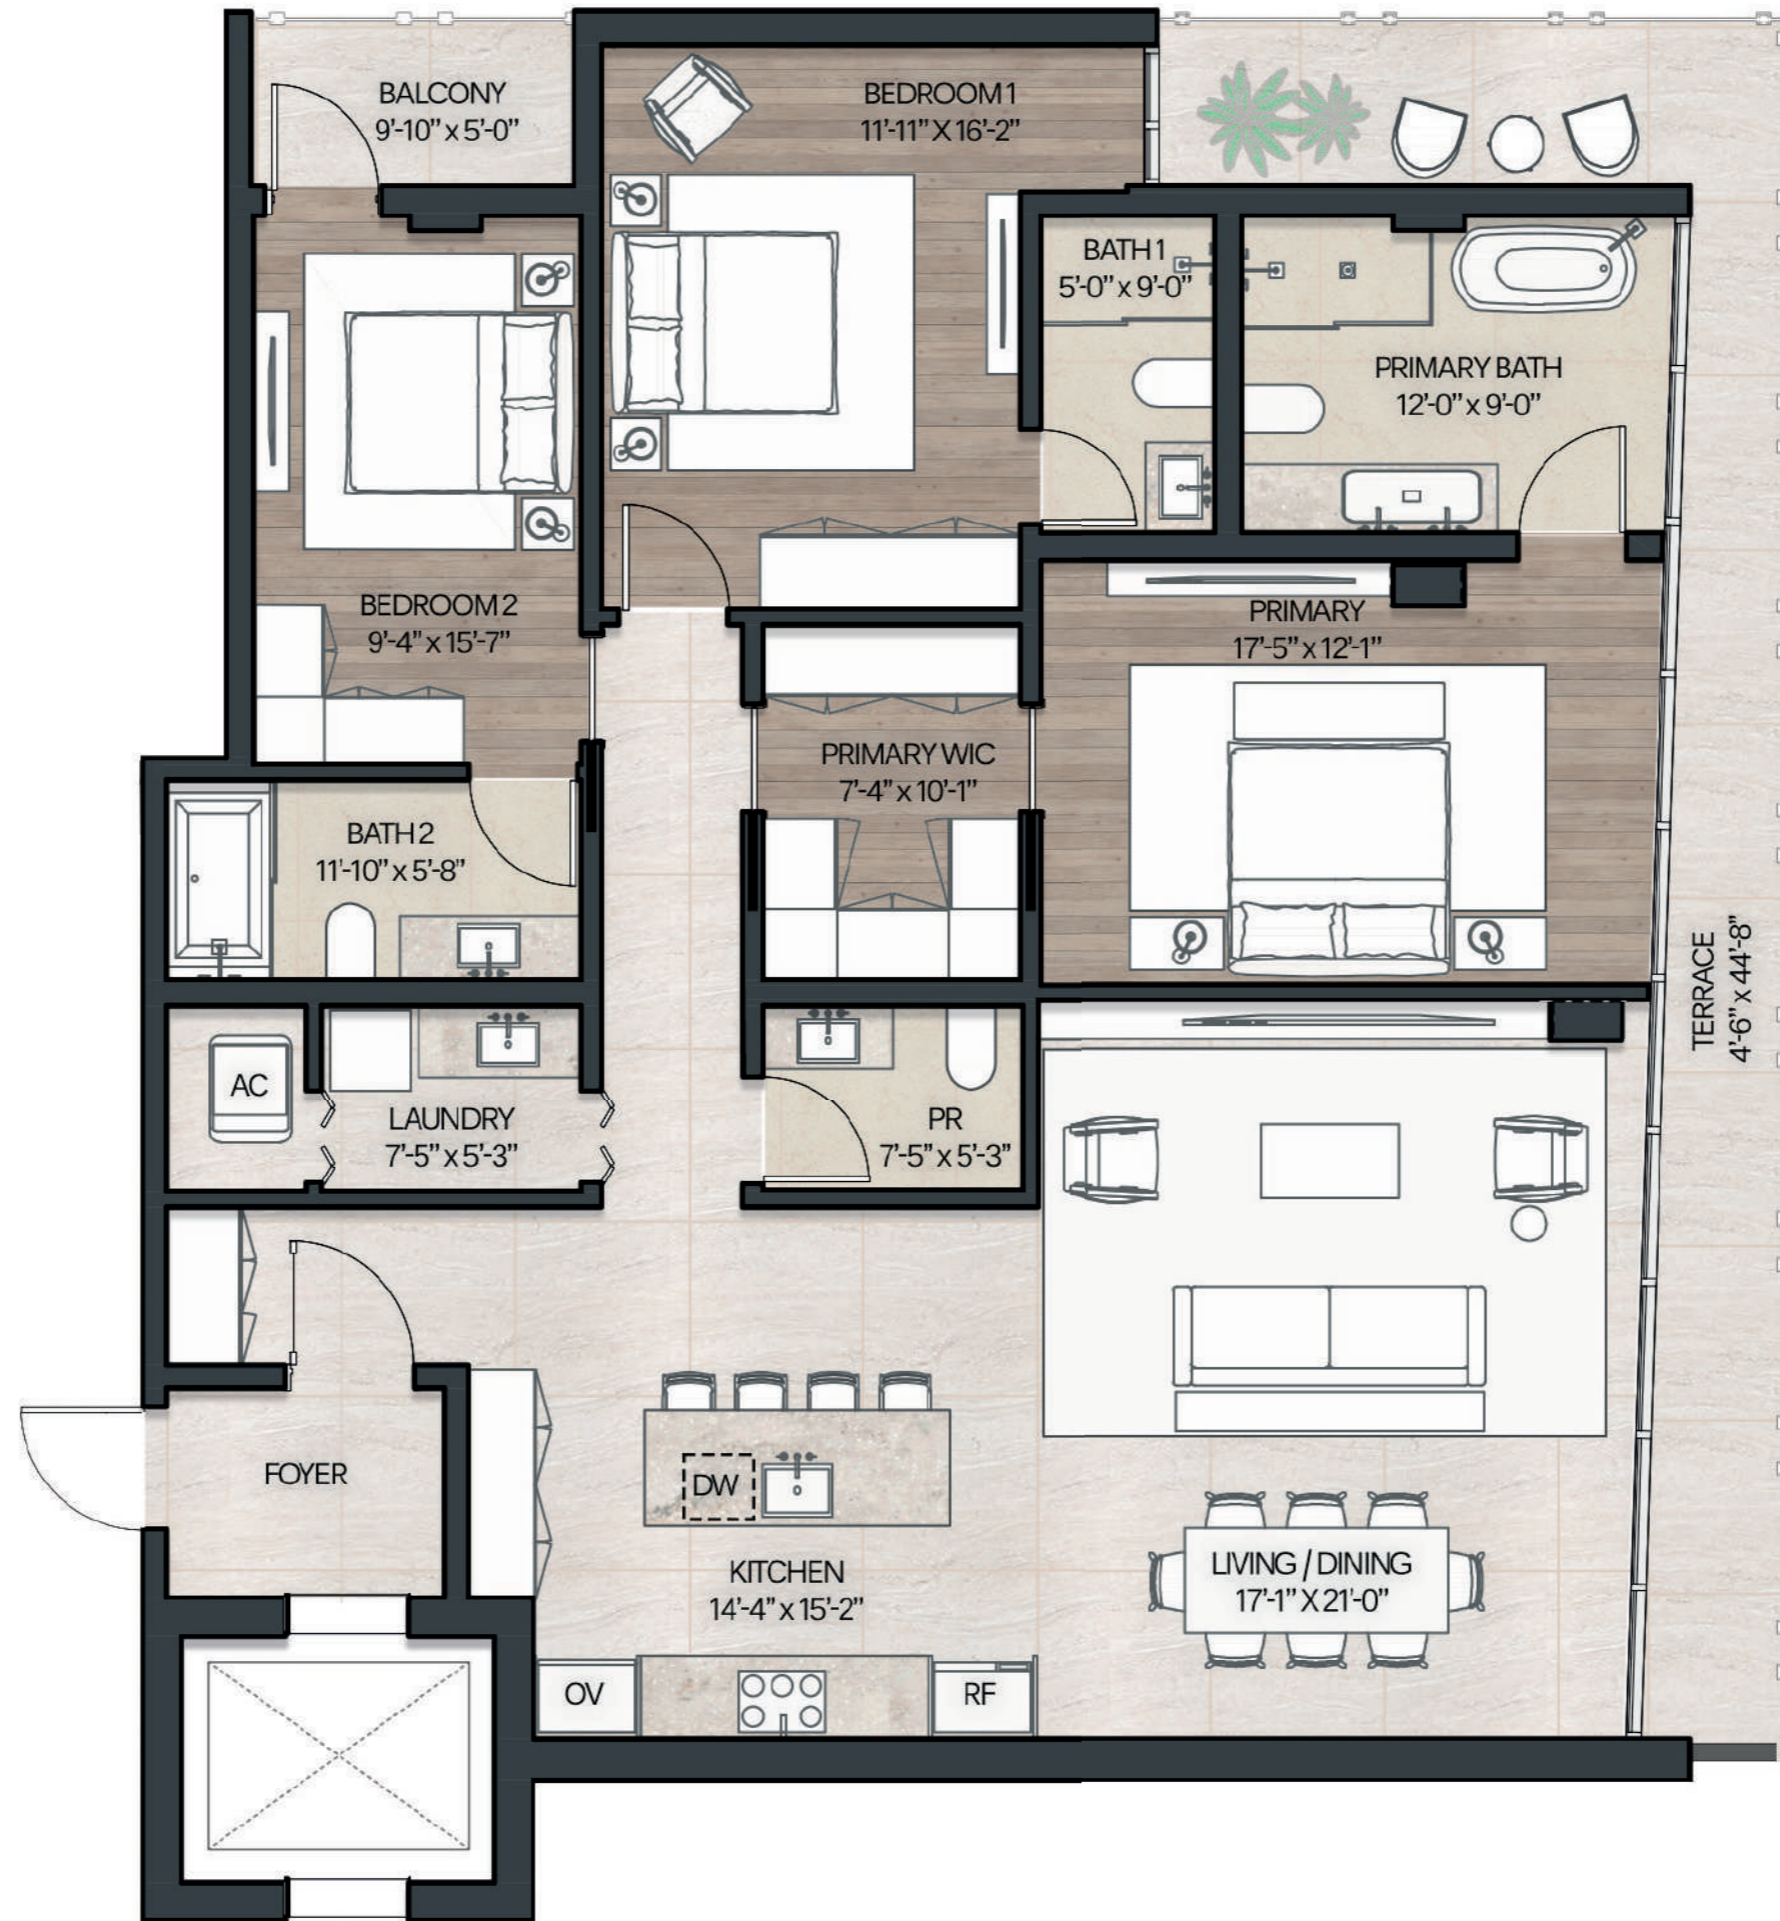 BALCONY
9'-10” x 5'-0”
BEDROOM 1
11'-11” X 16'-2”
BATH 1
5'-0” x 9'-0”
PRIMARY BATH
12'-0” x 9'-0”
BEDROOM 2
9'-4” x 15'-7”
PRIMARY
17'-5” x 12'-1”
PRIMARY WIC
7'-4” x 10'-1”
BATH 2
11'-10” x 5'-8”
TERRACE
4'-6” x 44'-8”
AC
LAUNDRY
7'-5” x 5'-3”
PR
7'-5” x 5'-3”
FOYER
DW
KITCHEN
14'-4” x 15'-2”
LIVING / DINING
17'-1” X 21'-0”
OV
RF